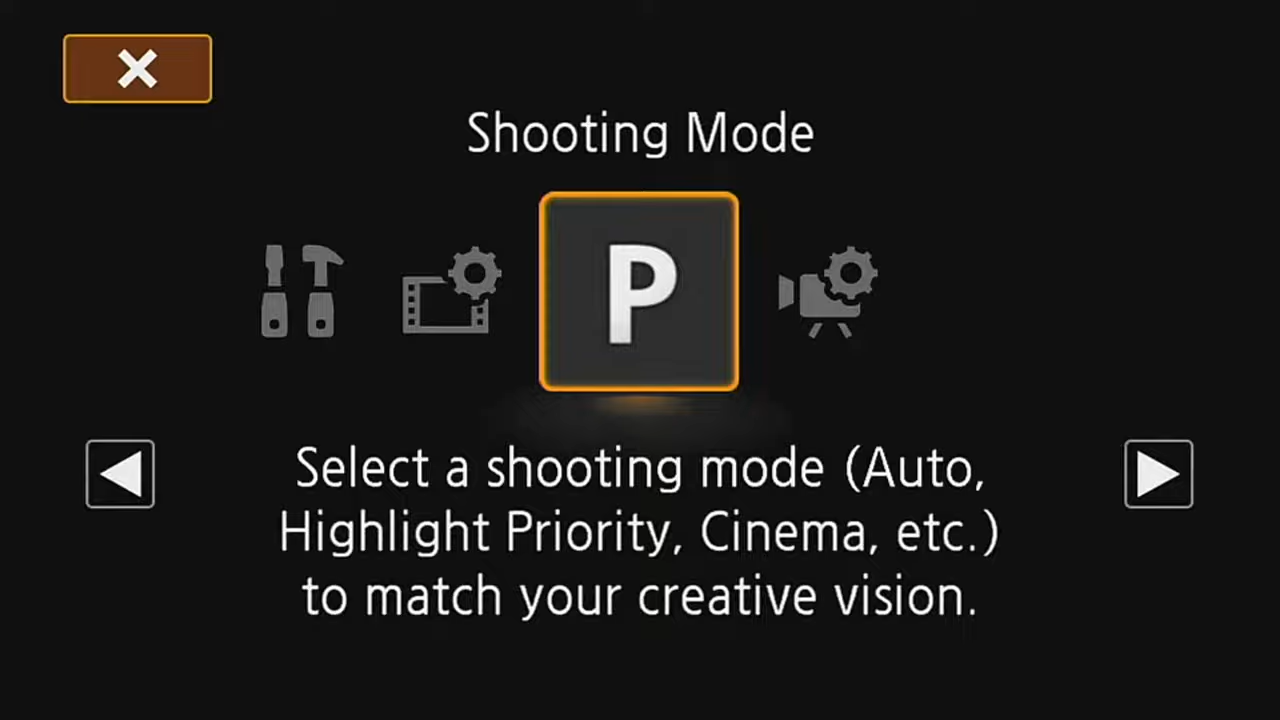 Shooting Mode
P
Select a shooting mode (Auto,
Highlight Priority, Cinema, etc.)
to match your creative vision.